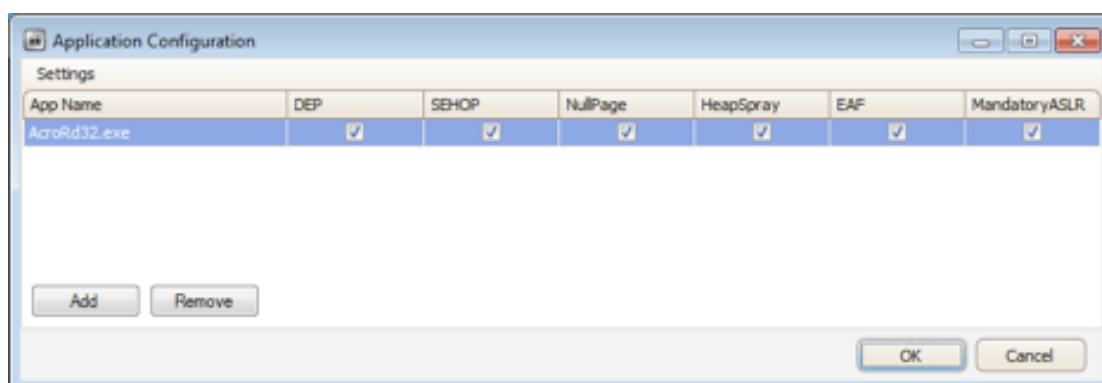 Application Configuration
Settings
App Name DEP SEHOP NullPage HeapSpray EAF MandatoryASLR
AcroRd32.exe
Add Remove
OK Cancel